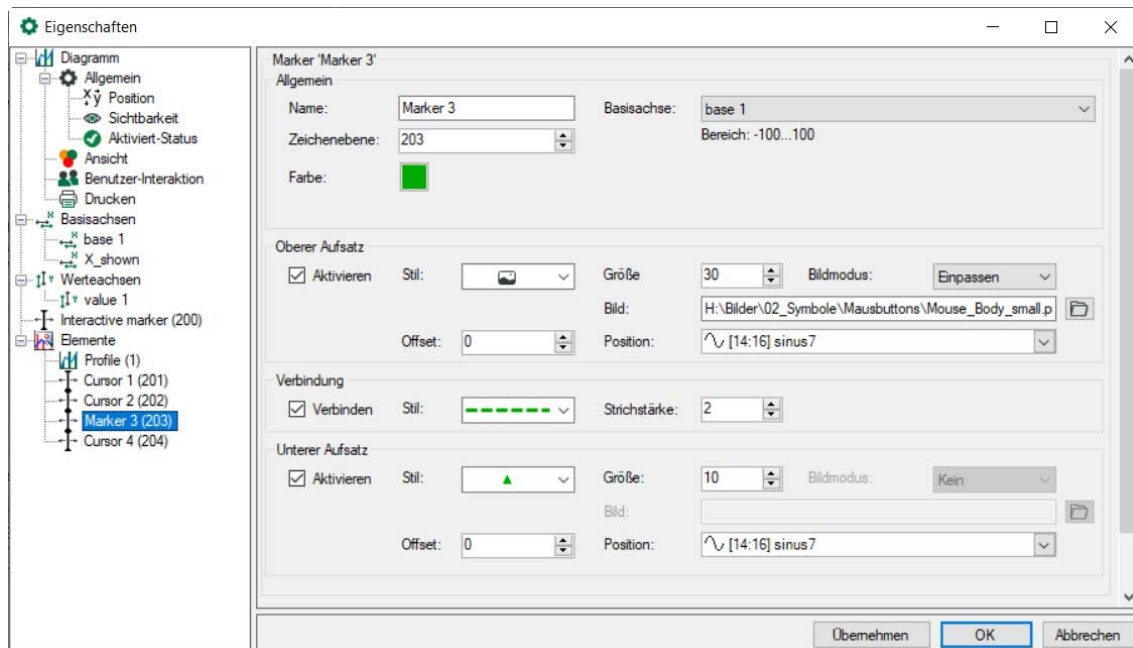 Eigenschaften
Diagramm
Allgemein
Position
Sichtbarkeit
Aktiviert-Status
Ansicht
Benutzer-Interaktion
Drucken
Basisachsen
base 1
X_shown
Werteachsen
value 1
Interactive marker (200)
Elemente
Profile (1)
Cursor 1 (201)
Cursor 2 (202)
Marker 3 (203)
Cursor 4 (204)
Marker 'Marker 3'
Allgemein
Name: Marker 3 Basisachse: base 1
Zeichenebene: 203 Bereich: -100...100
Farbe:
Oberer Aufsatz
Aktivieren Stil: Größe 30 Bildmodus: Einpassen
Bild: H:\Bilder\02_Symbole\Mausbuttons\Mouse_Body_small.p
Offset: 0 Position: [14:16] sinus7
Verbindung
Verbinden Stil: Strichstärke: 2
Unterer Aufsatz
Aktivieren Stil: Größe: 10 Bildmodus: Kein
Bild:
Offset: 0 Position: [14:16] sinus7
Übernehmen OK Abbrechen